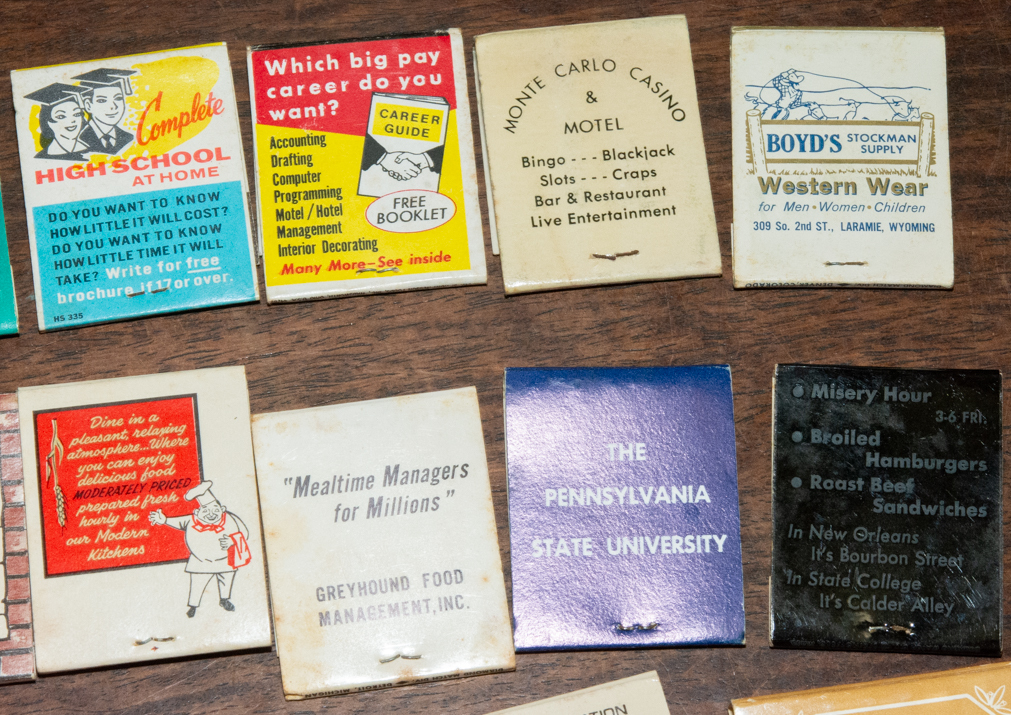 Complete
HIGH SCHOOL
AT HOME
DO YOU WANT TO KNOW
HOW LITTLE IT WILL COST?
DO YOU WANT TO KNOW
HOW LITTLE TIME IT WILL
TAKE? Write for free
brochure if 17 or over.
HS 335
Which big pay
career do you
want?
CAREER
GUIDE
Accounting
Drafting
Computer
Programming
Motel/Hotel
Management
Interior Decorating
FREE
BOOKLET
Many More—See inside
MONTE CARLO CASINO
&
MOTEL
Bingo - - - Blackjack
Slots - - - Craps
Bar & Restaurant
Live Entertainment
BOYD'S STOCKMAN
SUPPLY
Western Wear
for Men • Women • Children
309 So. 2nd ST., LARAMIE, WYOMING
Dine in a
pleasant, relaxing
atmosphere...Where
you can enjoy
delicious food
MODERATELY PRICED
prepared fresh
hourly in
our Modern
Kitchens
"Mealtime Managers
for Millions"
GREYHOUND FOOD
MANAGEMENT, INC.
THE
PENNSYLVANIA
STATE UNIVERSITY
• Misery Hour
3-6 FRI.
• Broiled
Hamburgers
• Roast Beef
Sandwiches
In New Orleans
It's Bourbon Street
In State College
It's Calder Alley